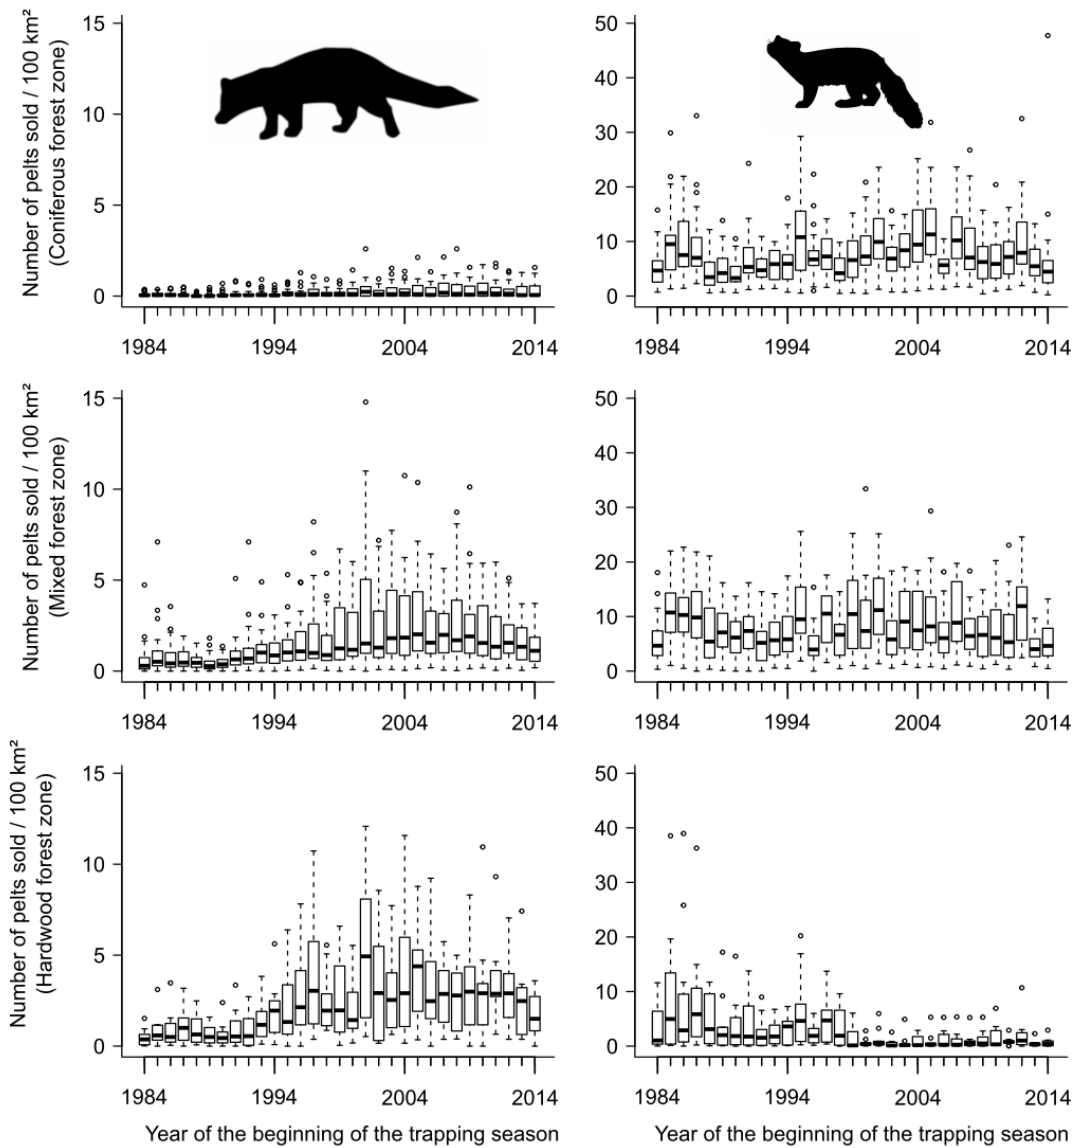 Number of pelts sold / 100 km²
(Coniferous forest zone)
15
10
5
0
1984 1994 2004 2014
50
40
30
20
10
0
1984 1994 2004 2014
Number of pelts sold / 100 km²
(Mixed forest zone)
15
10
5
0
1984 1994 2004 2014
50
40
30
20
10
0
1984 1994 2004 2014
Number of pelts sold / 100 km²
(Hardwood forest zone)
15
10
5
0
1984 1994 2004 2014
Year of the beginning of the trapping season
50
40
30
20
10
0
1984 1994 2004 2014
Year of the beginning of the trapping season